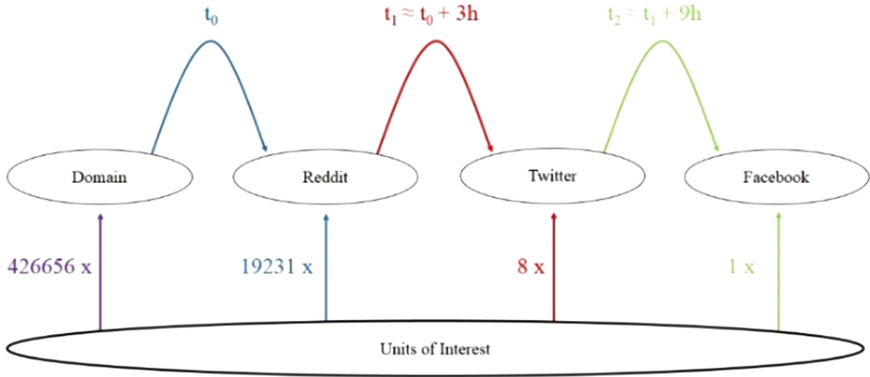 t₀
t₁ ≈ t₀ + 3h
t₂ ≈ t₁ + 9h
Domain
Reddit
Twitter
Facebook
426656 x
19231 x
8 x
1 x
Units of Interest